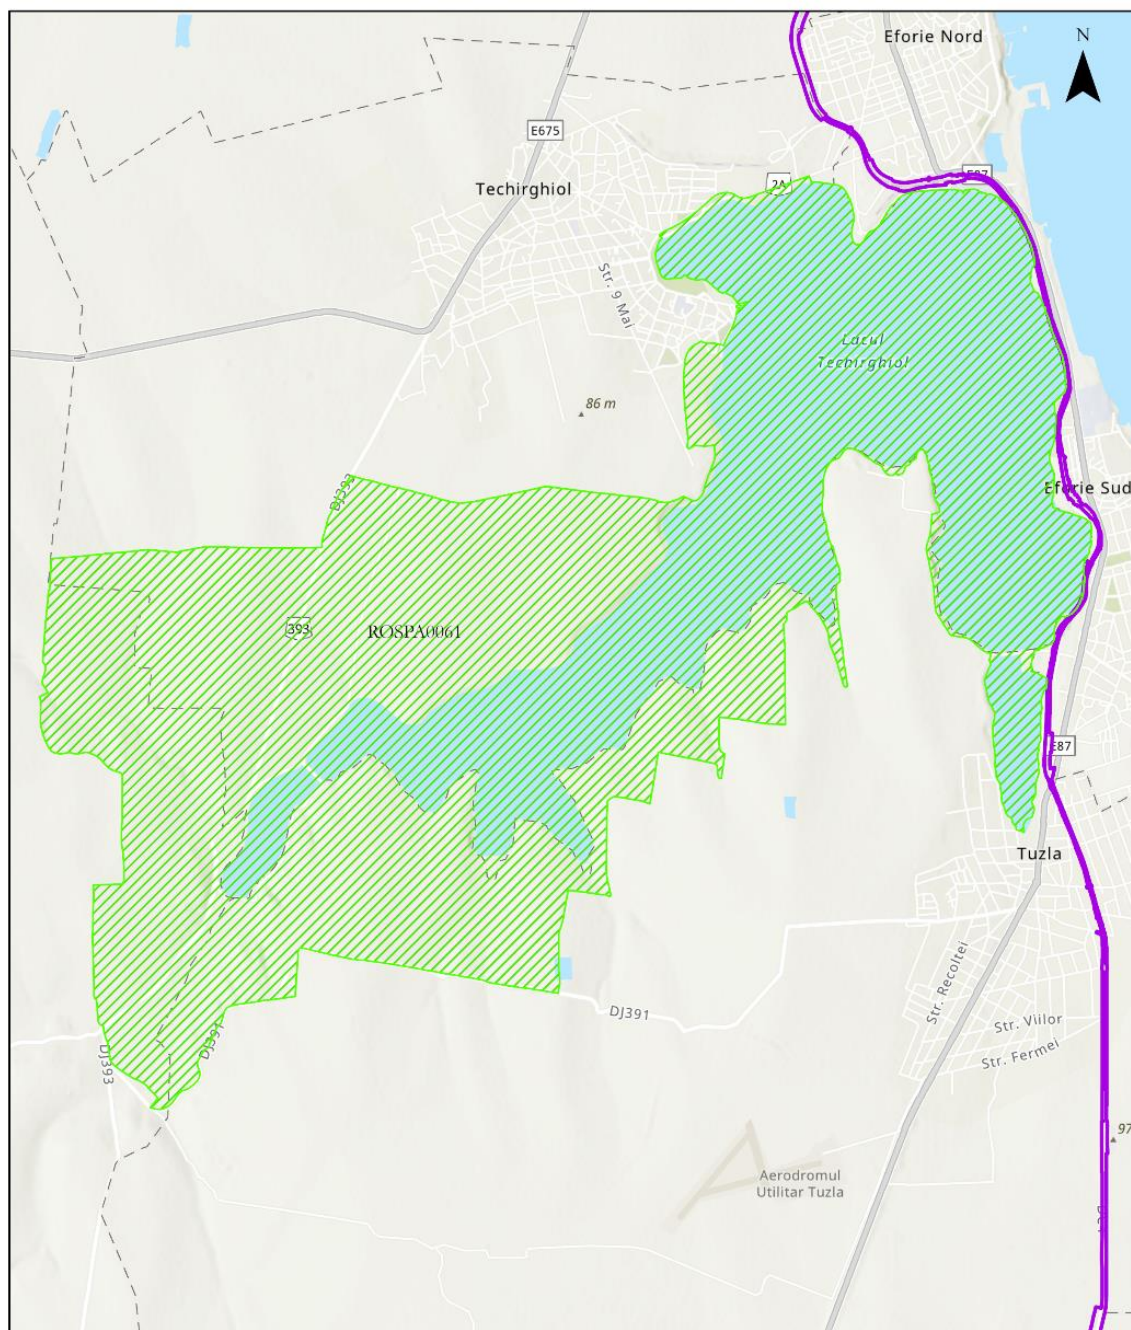 Eforie Nord
N
E675
Techirghiol
2A
E87
Str. 9 Mai
Lacul
Techirghiol
86 m
DJ393
Eforie Sud
393
ROSPA0061
E87
Tuzla
Str. Recoltei
DJ391
Str. Viilor
DJ391
Str. Fermei
DJ393
97
Aerodromul
Utilitar Tuzla